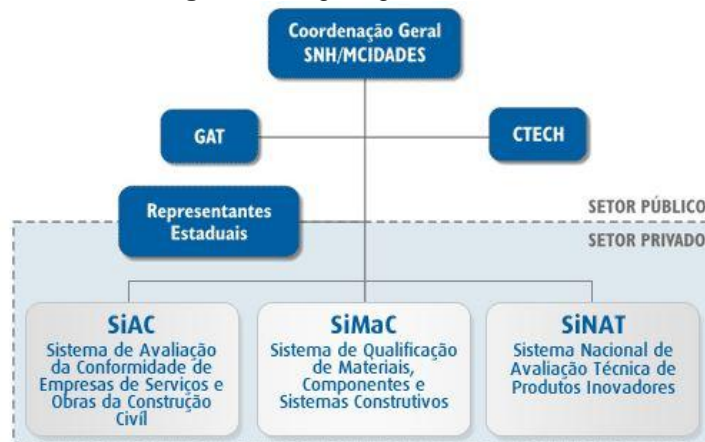 Coordenação Geral
SNH/MCIDADES
GAT
CTECH
Representantes
Estaduais
SETOR PÚBLICO
SETOR PRIVADO
SiAC
Sistema de Avaliação
da Conformidade de
Empresas de Serviços e
Obras da Construção
Civíl
SiMaC
Sistema de Qualificação
de Materiais,
Componentes e
Sistemas Construtivos
SiNAT
Sistema Nacional de
Avaliação Técnica de
Produtos Inovadores